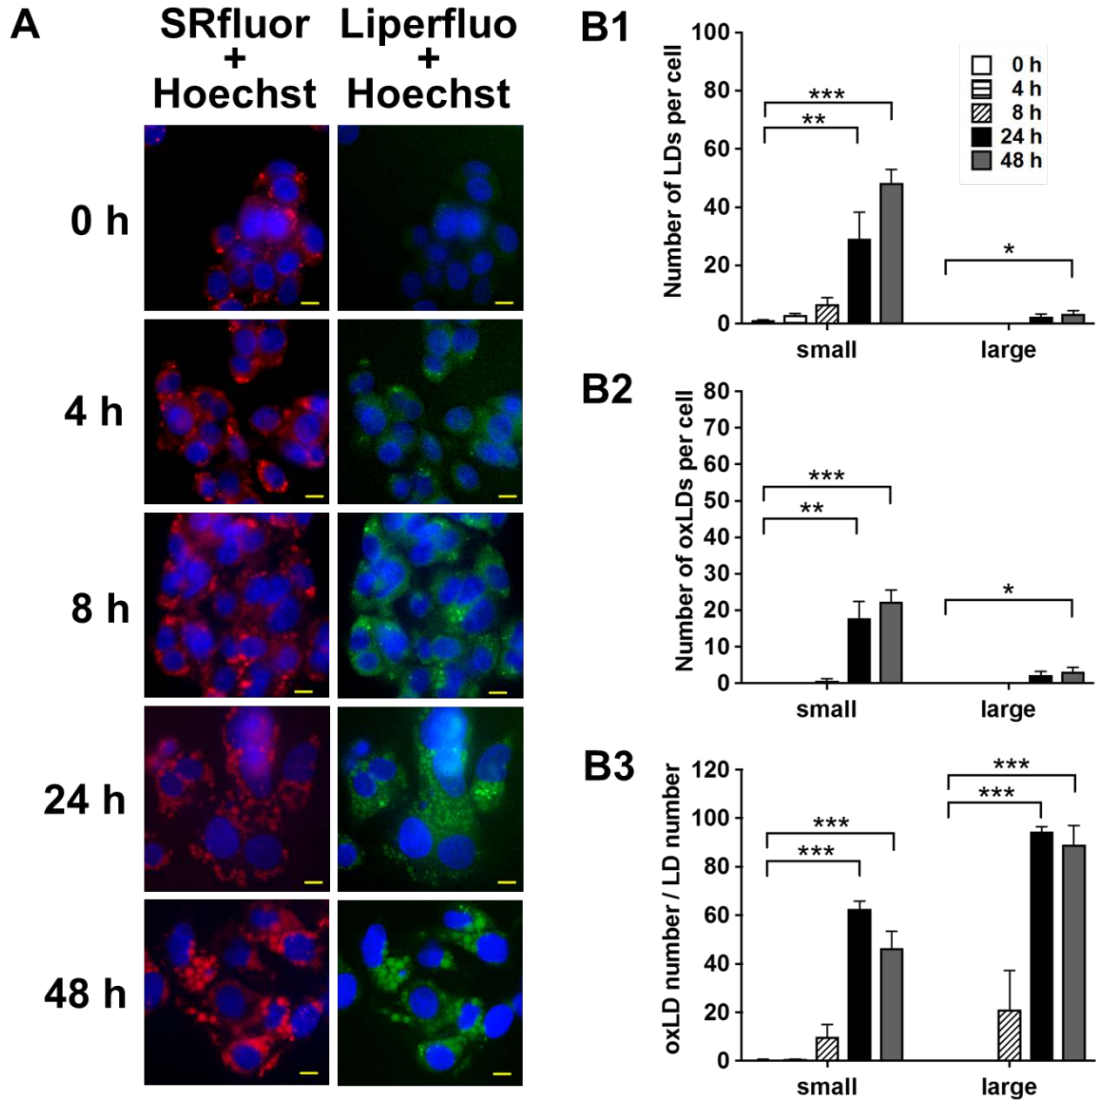 A
SRfluor
+
Hoechst
Liperfluo
+
Hoechst
0 h
4 h
8 h
24 h
48 h
B1
Number of LDs per cell
100
80
60
40
20
0
***
**
*
0 h
4 h
8 h
24 h
48 h
small
large
B2
Number of oxLDs per cell
80
70
60
50
40
30
20
10
0
***
**
*
small
large
B3
oxLD number / LD number
120
100
80
60
40
20
0
***
***
***
***
small
large